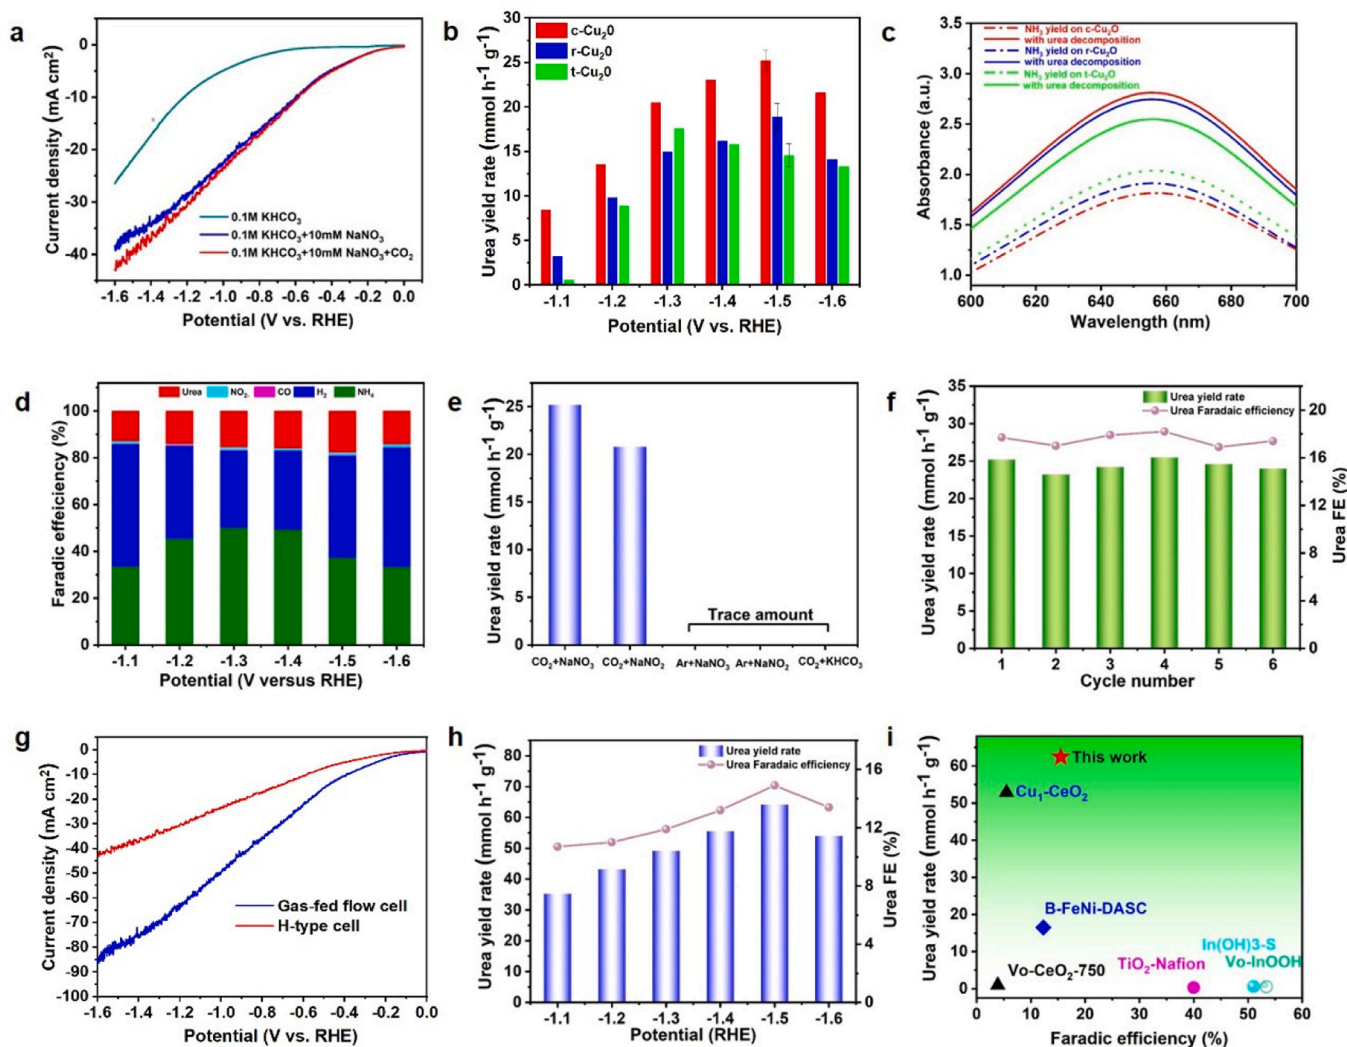 a
0
-10
-20
-30
-40
Current density (mA cm²)
0.1M KHCO₃
0.1M KHCO₃+10mM NaNO₃
0.1M KHCO₃+10mM NaNO₃+CO₂
-1.6 -1.4 -1.2 -1.0 -0.8 -0.6 -0.4 -0.2 0.0
Potential (V vs. RHE)
b
30
25
20
15
10
5
0
Urea yield rate (mmol h⁻¹ g⁻¹)
c-Cu₂0
r-Cu₂0
t-Cu₂0
-1.1 -1.2 -1.3 -1.4 -1.5 -1.6
Potential (V vs. RHE)
c
3.5
3.0
2.5
2.0
1.5
1.0
Absorbance (a.u.)
NH₃ yield on c-Cu₂O
with urea decomposition
NH₃ yield on r-Cu₂O
with urea decomposition
NH₃ yield on t-Cu₂O
with urea decomposition
600 620 640 660 680 700
Wavelength (nm)
d
100
80
60
40
20
0
Faradic effeiciency (%)
Urea NO₂. CO H₂ NH₄
-1.1 -1.2 -1.3 -1.4 -1.5 -1.6
Potential (V versus RHE)
e
25
20
15
10
25
5
0
Urea yield rate (mmol h⁻¹ g⁻¹)
Trace amount
CO₂+NaNO₃ CO₂+NaNO₂ Ar+NaNO₃ Ar+NaNO₂ CO₂+KHCO₃
f
35
30
25
20
15
10
5
0
Urea yield rate (mmol h⁻¹ g⁻¹)
Urea yield rate
Urea Faradaic efficiency
20
16
12
8
4
0
Urea FE (%)
1 2 3 4 5 6
Cycle number
g
0
-10
-20
-30
-40
-50
-60
-70
-80
-90
-100
Current density (mA cm²)
Gas-fed flow cell
H-type cell
-1.6 -1.4 -1.2 -1.0 -0.8 -0.6 -0.4 -0.2 0.0
Potential (V vs. RHE)
h
80
70
60
50
40
30
20
10
0
Urea yield rate (mmol h⁻¹ g⁻¹)
Urea yield rate
Urea Faradaic efficiency
16
12
8
4
0
Urea FE (%)
-1.1 -1.2 -1.3 -1.4 -1.5 -1.6
Potential (RHE)
i
60
50
40
30
20
10
0
Urea yield rate (mmol h⁻¹ g⁻¹)
This work
Cu₁-CeO₂
B-FeNi-DASC
In(OH)3-S
Vo-InOOH
TiO₂-Nafion
Vo-CeO₂-750
0 10 20 30 40 50 60
Faradic efficiency (%)